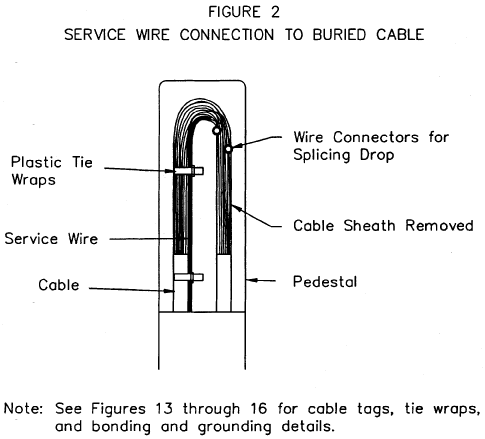 FIGURE 2
SERVICE WIRE CONNECTION TO BURIED CABLE
Wire Connectors for
Splicing Drop
Plastic Tie
Wraps
Cable Sheath Removed
Service Wire
Pedestal
Cable
Note: See Figures 13 through 16 for cable tags, tie wraps,
and bonding and grounding details.